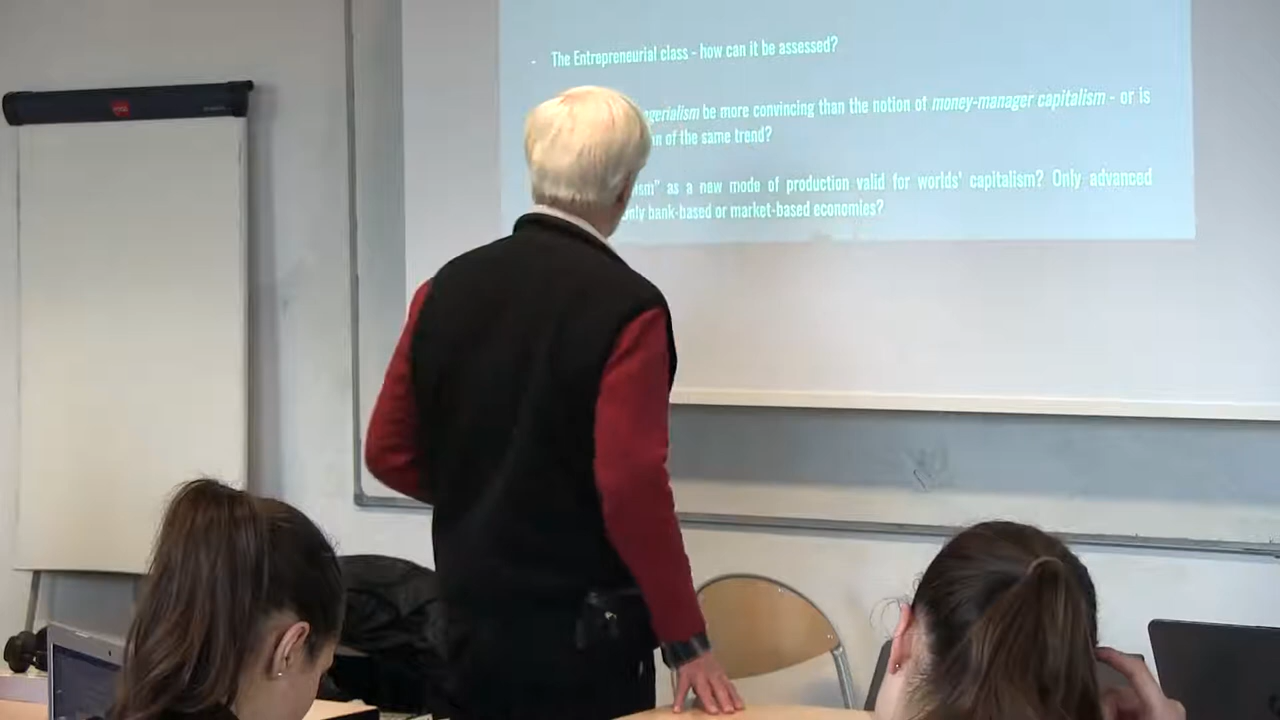 - The Entrepreneurial class - how can it be assessed?
gerialism be more convincing than the notion of money-manager capitalism - or is
n of the same trend?
ism" as a new mode of production valid for worlds' capitalism? Only advanced
only bank-based or market-based economies?